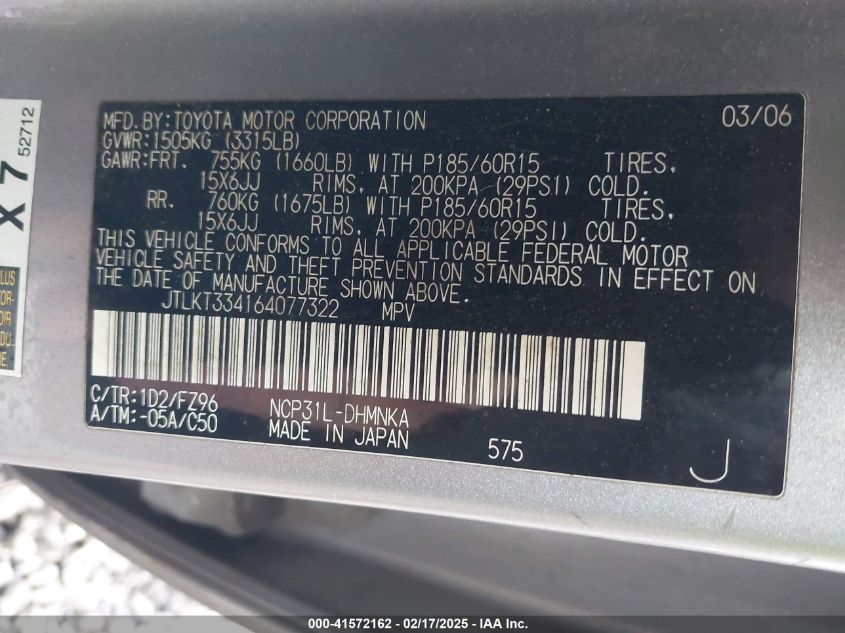 MFD.BY:TOYOTA MOTOR CORPORATION 03/06
GVWR:1505KG (3315LB)
GAWR:FRT. 755KG (1660LB) WITH P185/60R15 TIRES,
15X6JJ RIMS, AT 200KPA (29PSI) COLD.
RR. 760KG (1675LB) WITH P185/60R15 TIRES,
15X6JJ RIMS, AT 200KPA (29PSI) COLD.
THIS VEHICLE CONFORMS TO ALL APPLICABLE FEDERAL MOTOR
VEHICLE SAFETY AND THEFT PREVENTION STANDARDS IN EFFECT ON
THE DATE OF MANUFACTURE SHOWN ABOVE.
JTLKT334164077322 MPV
C/TR:1D2/FZ96 NCP31L-DHMNKA
A/TM:-05A/C50 MADE IN JAPAN
575
J
X 7
52712
000-41572162 - 02/17/2025 - IAA Inc.